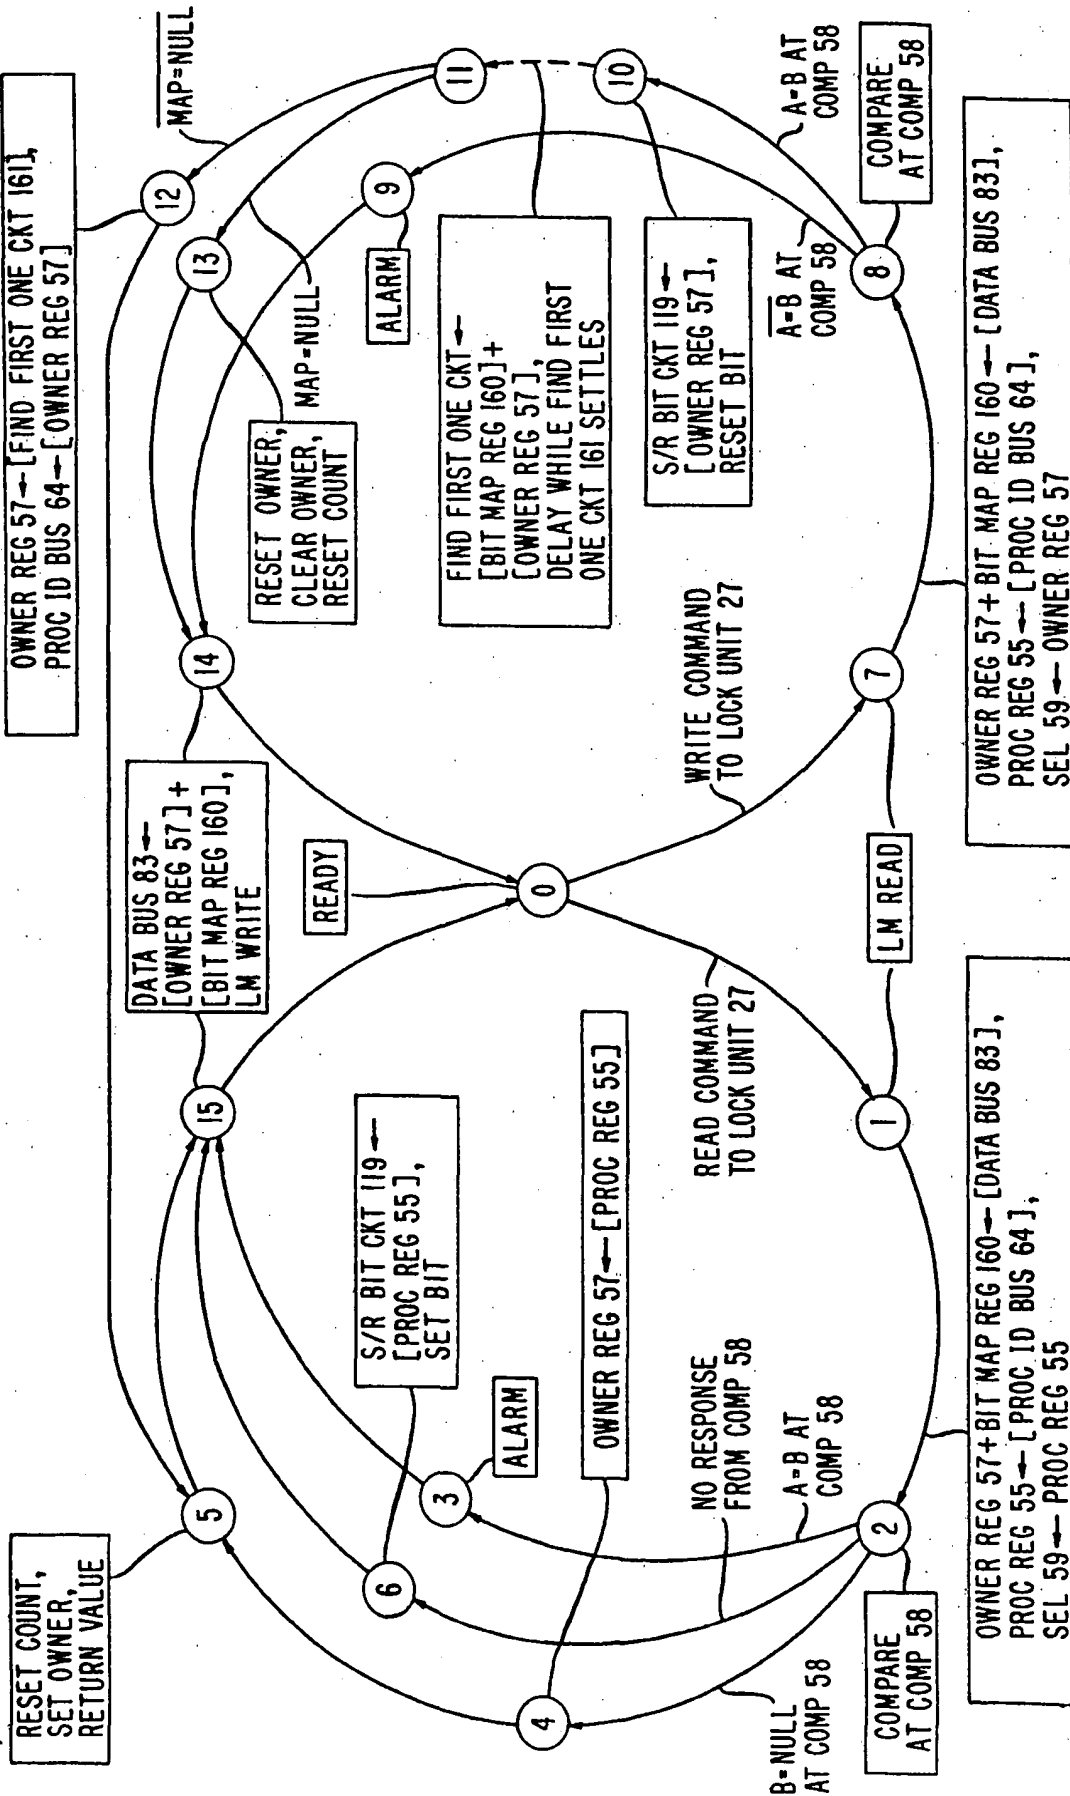 RESET COUNT,
SET OWNER,
RETURN VALUE
5
15
DATA BUS 83←
[OWNER REG 57]+
[BIT MAP REG 160],
LM WRITE
14
OWNER REG 57←[FIND FIRST ONE CKT 161],
PROC ID BUS 64←[OWNER REG 57]
12
M̅A̅P̅=̅N̅U̅L̅L̅
13
RESET OWNER,
CLEAR OWNER,
RESET COUNT
MAP=NULL
9
ALARM
11
S/R BIT CKT 119←
[PROC REG 55],
SET BIT
6
3
ALARM
READY
0
FIND FIRST ONE CKT←
[BIT MAP REG 160]+
[OWNER REG 57],
DELAY WHILE FIND FIRST
ONE CKT 161 SETTLES
10
S/R BIT CKT 119←
[OWNER REG 57],
RESET BIT
4
OWNER REG 57←[PROC REG 55]
B=NULL
AT COMP 58
NO RESPONSE
FROM COMP 58
A=B AT
COMP 58
READ COMMAND
TO LOCK UNIT 27
WRITE COMMAND
TO LOCK UNIT 27
A̅=̅B̅ AT
COMP 58
A=B AT
COMP 58
COMPARE
AT COMP 58
2
1
LM READ
7
8
COMPARE
AT COMP 58
OWNER REG 57+BIT MAP REG 160←[DATA BUS 83],
PROC REG 55←[PROC ID BUS 64],
SEL 59← PROC REG 55
OWNER REG 57+BIT MAP REG 160←[DATA BUS 83],
PROC REG 55←[PROC ID BUS 64],
SEL 59← OWNER REG 57